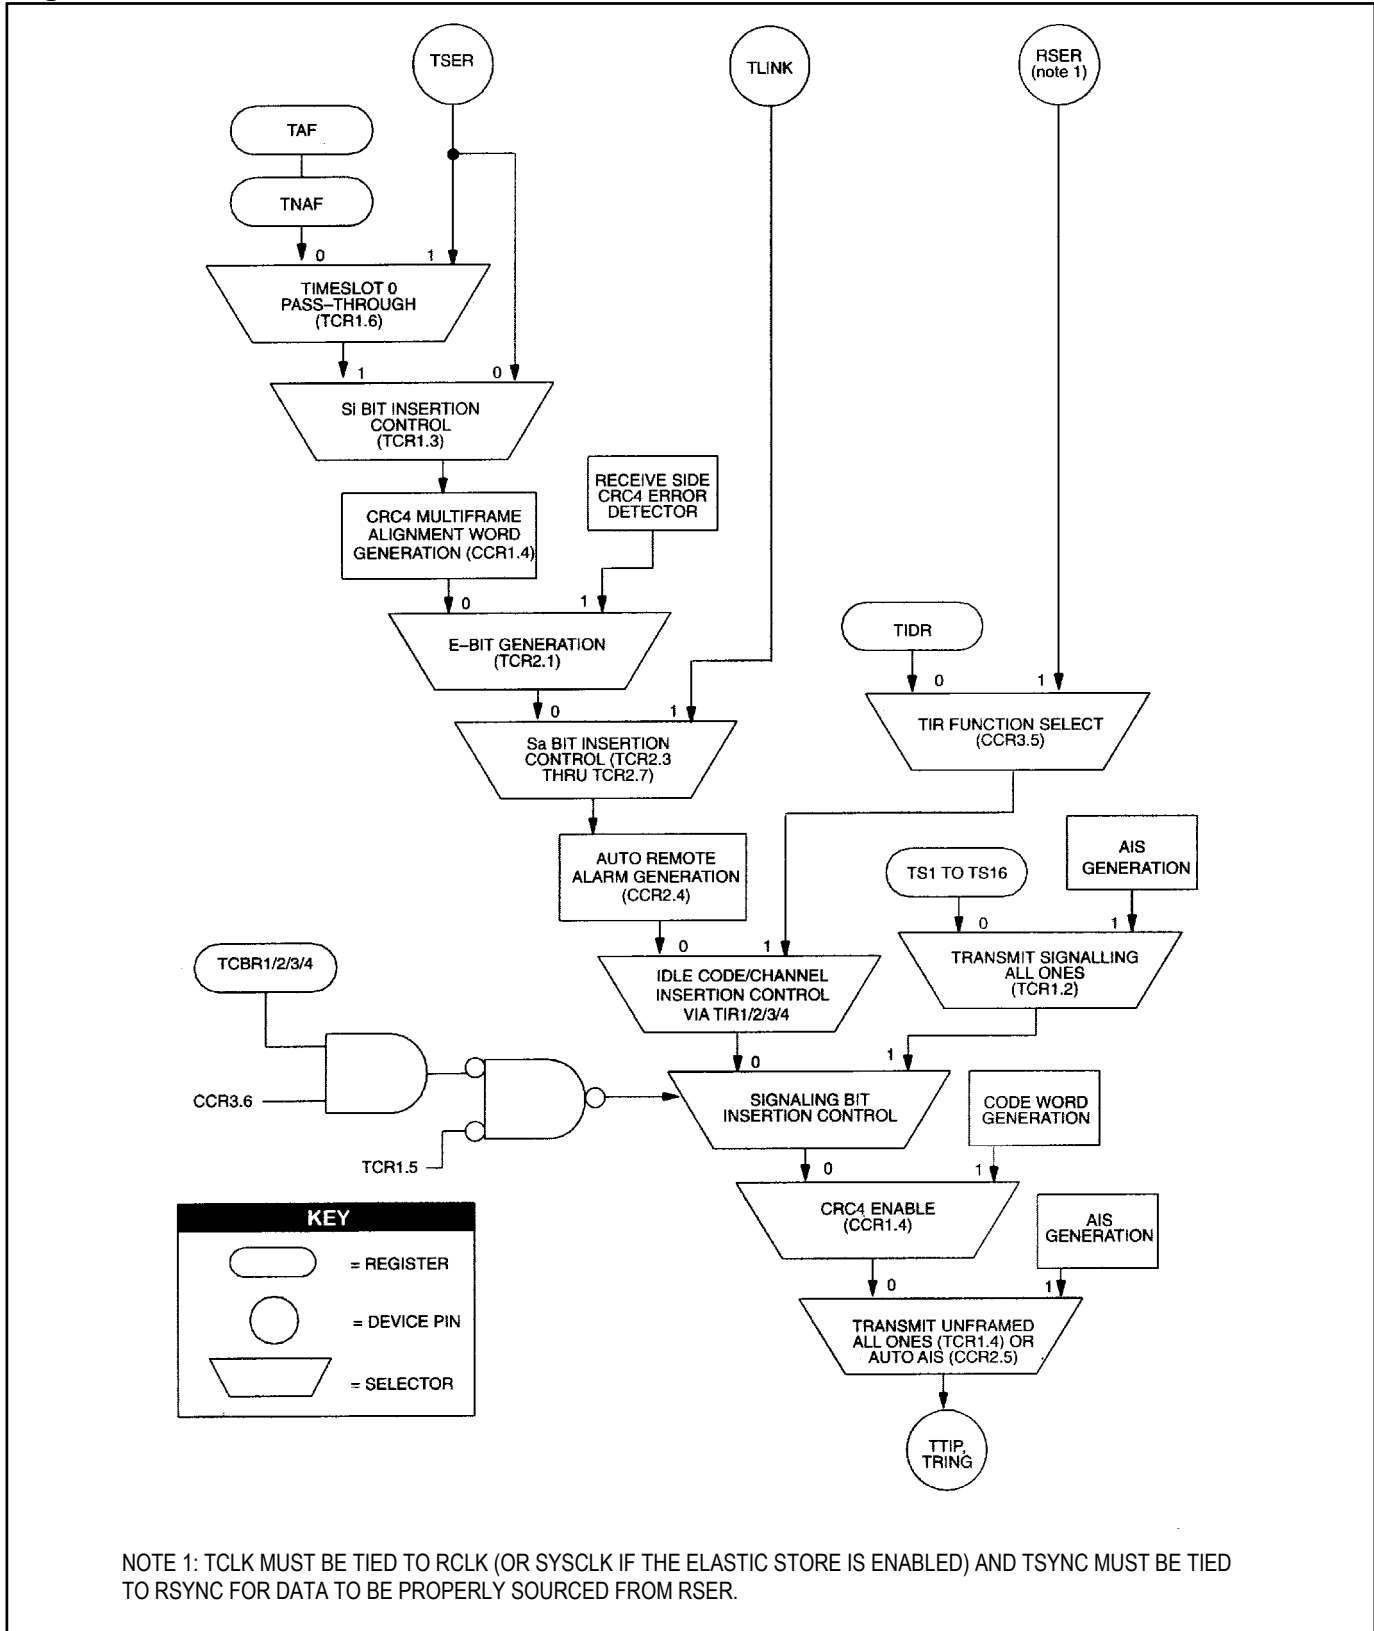 TSER
TLINK
RSER
(note 1)
TAF
TNAF
0
1
TIMESLOT 0
PASS–THROUGH
(TCR1.6)
1
0
Si BIT INSERTION
CONTROL
(TCR1.3)
RECEIVE SIDE
CRC4 ERROR
DETECTOR
CRC4 MULTIFRAME
ALIGNMENT WORD
GENERATION (CCR1.4)
0
1
E–BIT GENERATION
(TCR2.1)
TIDR
0
1
TIR FUNCTION SELECT
(CCR3.5)
0
1
Sa BIT INSERTION
CONTROL (TCR2.3
THRU TCR2.7)
AUTO REMOTE
ALARM GENERATION
(CCR2.4)
TS1 TO TS16
AIS
GENERATION
0
1
TRANSMIT SIGNALLING
ALL ONES
(TCR1.2)
0
1
IDLE CODE/CHANNEL
INSERTION CONTROL
VIA TIR1/2/3/4
TCBR1/2/3/4
CCR3.6
TCR1.5
0
1
SIGNALING BIT
INSERTION CONTROL
CODE WORD
GENERATION
0
1
CRC4 ENABLE
(CCR1.4)
AIS
GENERATION
0
1
TRANSMIT UNFRAMED
ALL ONES (TCR1.4) OR
AUTO AIS (CCR2.5)
TTIP,
TRING
KEY
= REGISTER
= DEVICE PIN
= SELECTOR
NOTE 1: TCLK MUST BE TIED TO RCLK (OR SYSCLK IF THE ELASTIC STORE IS ENABLED) AND TSYNC MUST BE TIED
TO RSYNC FOR DATA TO BE PROPERLY SOURCED FROM RSER.